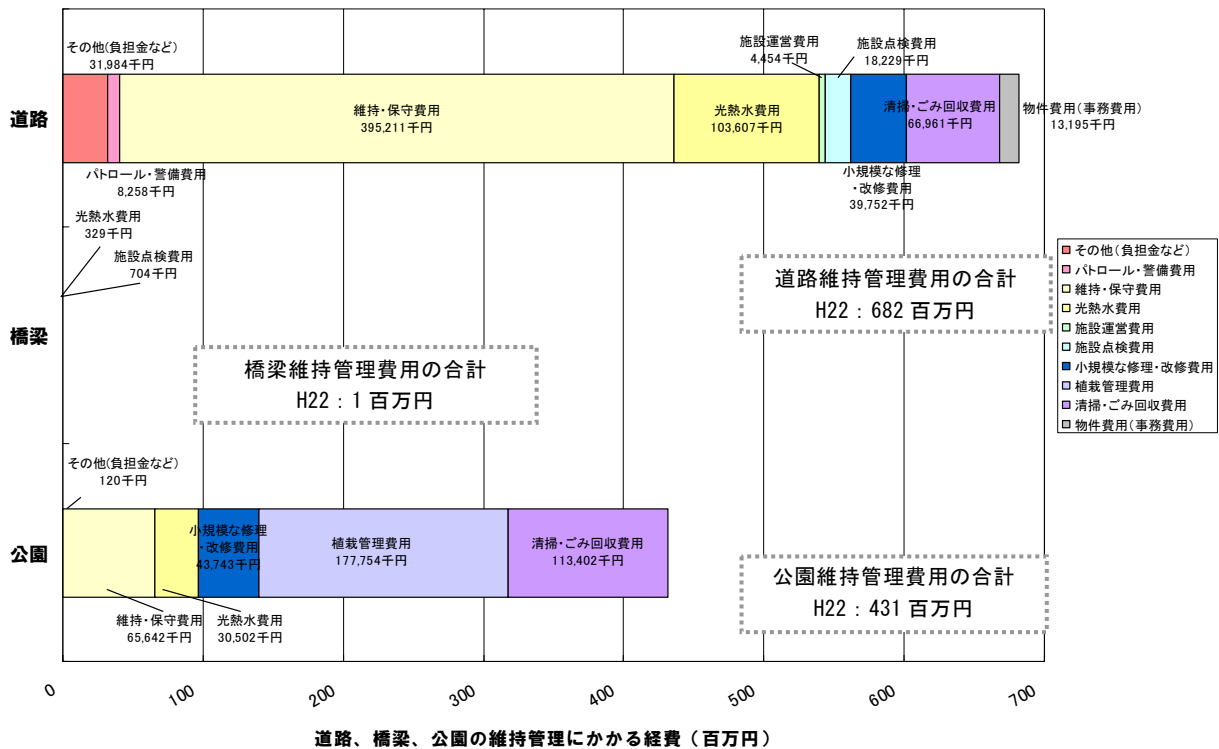 その他(負担金など)
31,984千円
施設運営費用
4,454千円
施設点検費用
18,229千円
道路
維持・保守費用
395,211千円
光熱水費用
103,607千円
清掃・ごみ回収費用
66,961千円
物件費用(事務費用)
13,195千円
パトロール・警備費用
8,258千円
小規模な修理
・改修費用
39,752千円
光熱水費用
329千円
施設点検費用
704千円
橋梁
道路維持管理費用の合計
H22：682 百万円
橋梁維持管理費用の合計
H22：1 百万円
その他(負担金など)
パトロール・警備費用
維持・保守費用
光熱水費用
施設運営費用
施設点検費用
小規模な修理・改修費用
植栽管理費用
清掃・ごみ回収費用
物件費用(事務費用)
その他(負担金など)
120千円
公園
小規模な修理
・改修費用
43,743千円
植栽管理費用
177,754千円
清掃・ごみ回収費用
113,402千円
維持・保守費用
65,642千円
光熱水費用
30,502千円
公園維持管理費用の合計
H22：431 百万円
0
100
200
300
400
500
600
700
道路、橋梁、公園の維持管理にかかる経費（百万円）